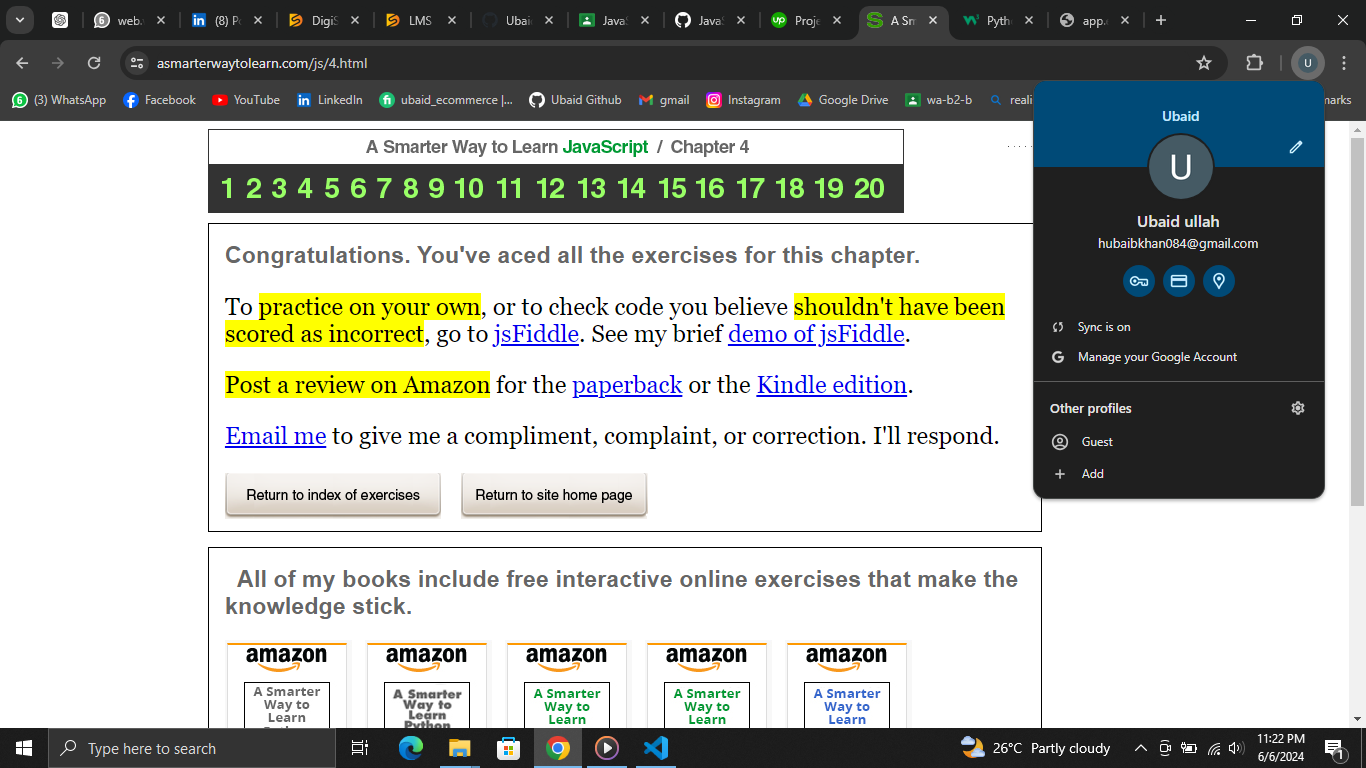 web.
(8) Po
DigiS
LMS
Ubaid
JavaS
JavaS
Proje
A Sm
Pytho
app.
asmarterwaytolearn.com/js/4.html
U
(3) WhatsApp
Facebook
YouTube
LinkedIn
ubaid_ecommerce |...
Ubaid Github
gmail
Instagram
Google Drive
wa-b2-b
reali
marks
A Smarter Way to Learn JavaScript / Chapter 4
1 2 3 4 5 6 7 8 9 10 11 12 13 14 15 16 17 18 19 20
Congratulations. You've aced all the exercises for this chapter.
To practice on your own, or to check code you believe shouldn't have been
scored as incorrect, go to jsFiddle. See my brief demo of jsFiddle.
Post a review on Amazon for the paperback or the Kindle edition.
Email me to give me a compliment, complaint, or correction. I'll respond.
Return to index of exercises
Return to site home page
All of my books include free interactive online exercises that make the
knowledge stick.
amazon
A Smarter
Way to
Learn
amazon
A Smarter
Way to
Learn
Python
amazon
A Smarter
Way to
Learn
amazon
A Smarter
Way to
Learn
amazon
A Smarter
Way to
Learn
Ubaid
U
Ubaid ullah
hubaibkhan084@gmail.com
Sync is on
Manage your Google Account
Other profiles
Guest
Add
Type here to search
26°C Partly cloudy
11:22 PM
6/6/2024
1